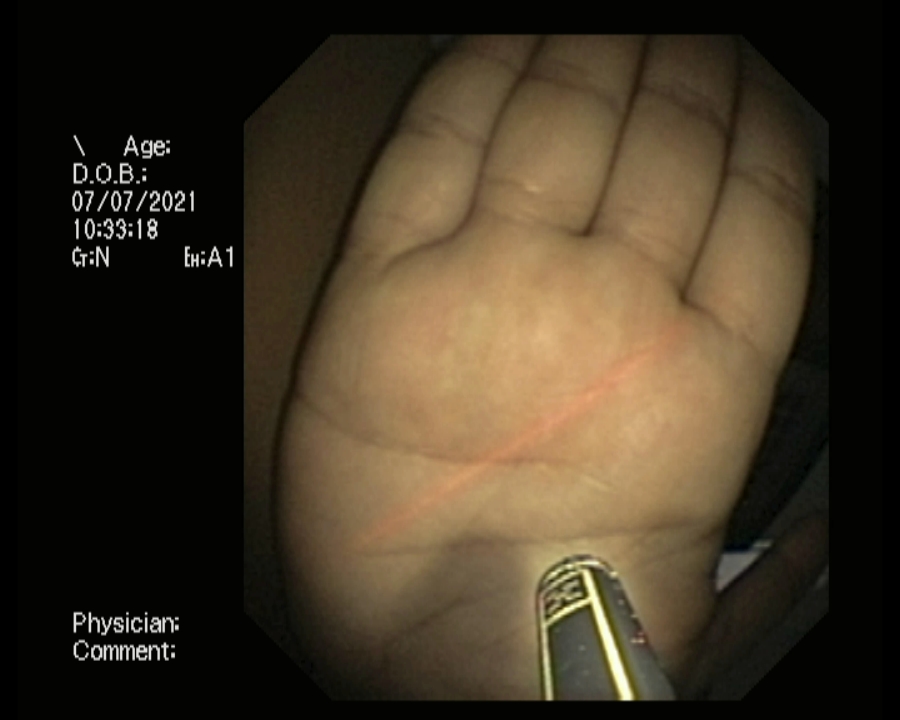 \ Age:
D.O.B.:
07/07/2021
10:33:18
Cr:N Eh:A1
Physician:
Comment: